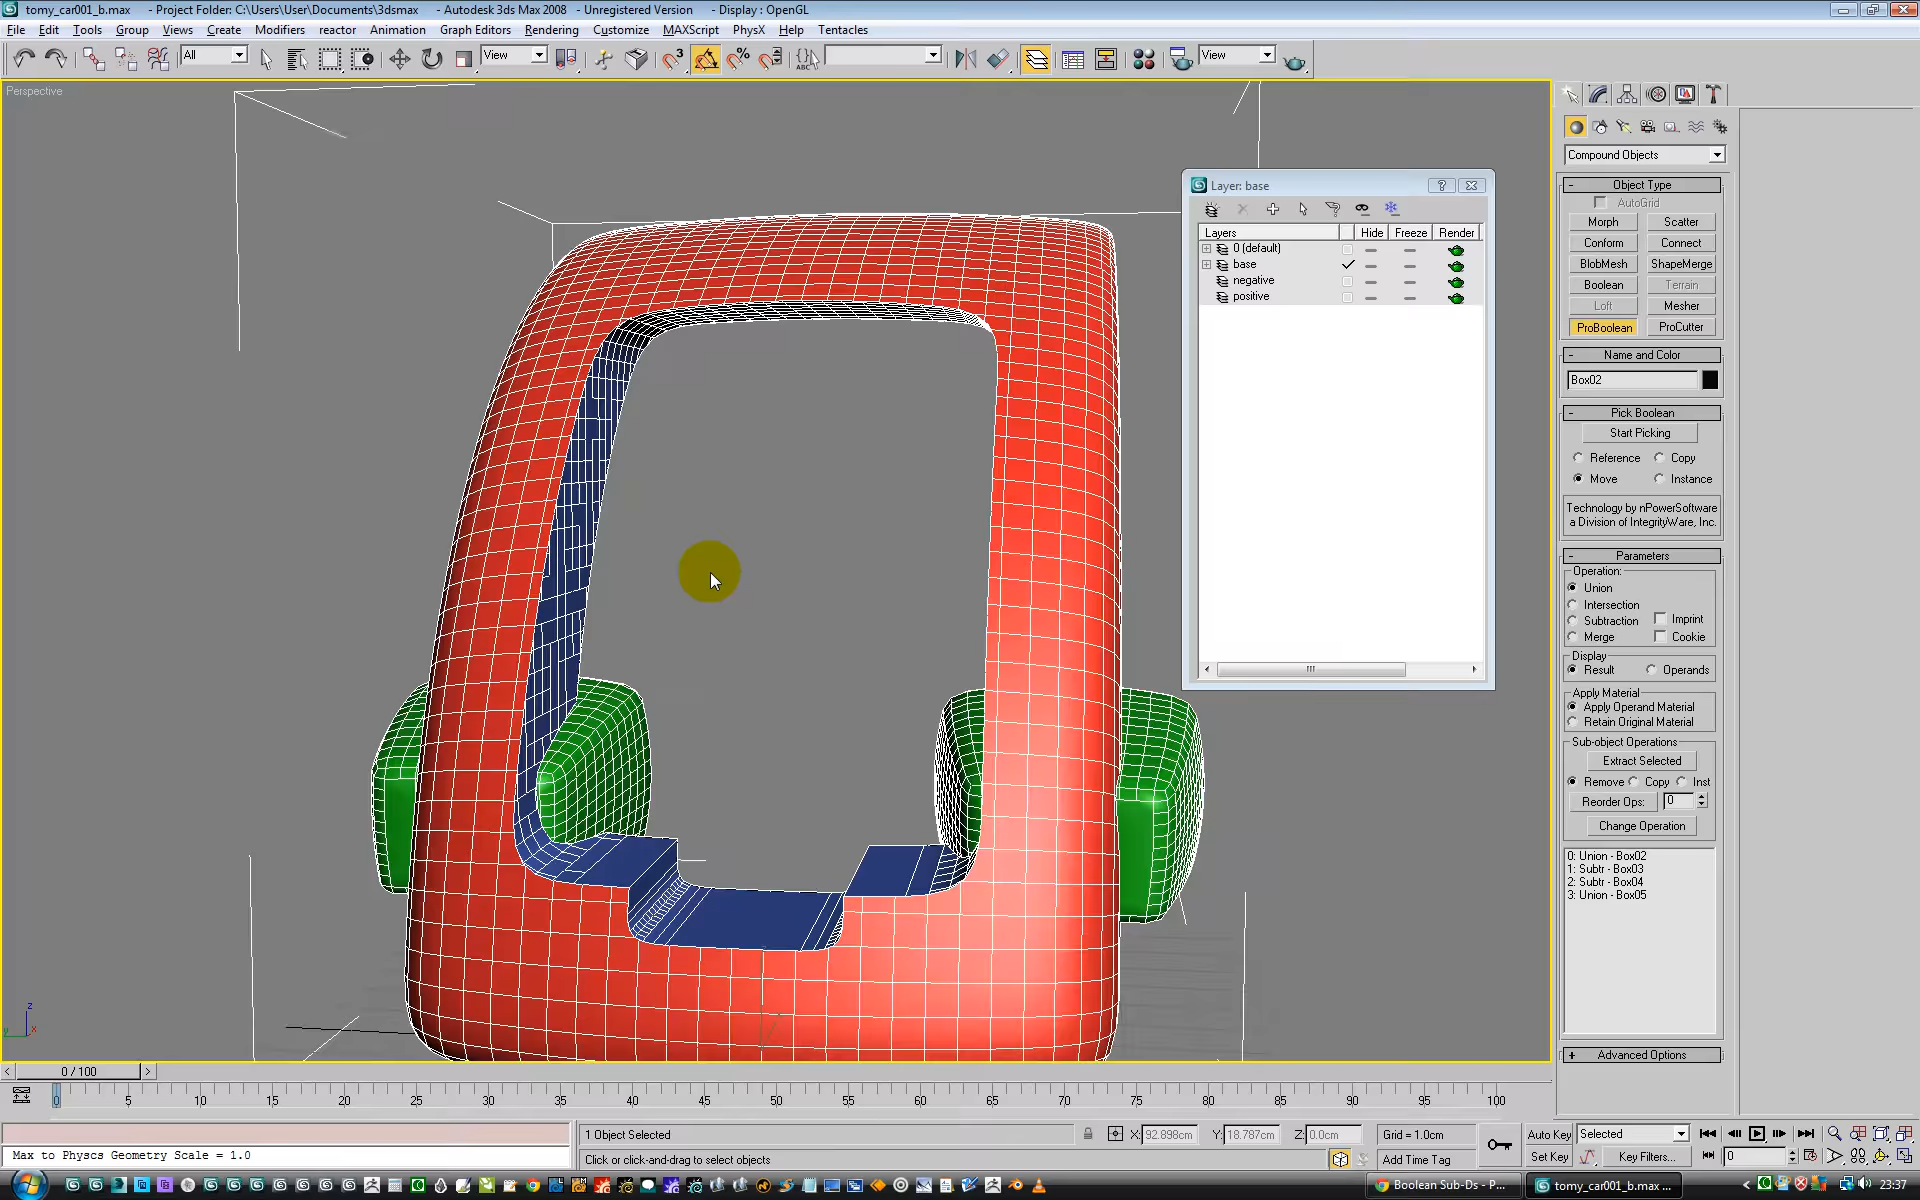 tomy_car001_b.max - Project Folder: C:\Users\User\Documents\3dsmax - Autodesk 3ds Max 2008 - Unregistered Version - Display : OpenGL
File Edit Tools Group Views Create Modifiers reactor Animation Graph Editors Rendering Customize MAXScript PhysX Help Tentacles
All View 3 % ABC View
Perspective
Layer: base
Layers Hide Freeze Render
0 (default)
base
negative
positive
Compound Objects
Object Type
AutoGrid
Morph Scatter
Conform Connect
BlobMesh ShapeMerge
Boolean Terrain
Loft Mesher
ProBoolean ProCutter
Name and Color
Box02
Pick Boolean
Start Picking
Reference Copy
Move Instance
Technology by nPowerSoftware
a Division of IntegrityWare, Inc.
Parameters
Operation:
Union
Intersection
Subtraction Imprint
Merge Cookie
Display
Result Operands
Apply Material
Apply Operand Material
Retain Original Material
Sub-object Operations
Extract Selected
Remove Copy Inst
Reorder Ops: 0
Change Operation
0: Union - Box02
1: Subtr - Box03
2: Subtr - Box04
3: Union - Box05
Advanced Options
z
y x
0 / 100
0 5 10 15 20 25 30 35 40 45 50 55 60 65 70 75 80 85 90 95 100
1 Object Selected X: 92.898cm Y: 18.787cm Z: 0.0cm Grid = 1.0cm Auto Key Selected
Max to Physcs Geometry Scale = 1.0 Click or click-and-drag to select objects Add Time Tag Set Key Key Filters... 0
Boolean Sub-Ds - P... tomy_car001_b.max ... 23:37